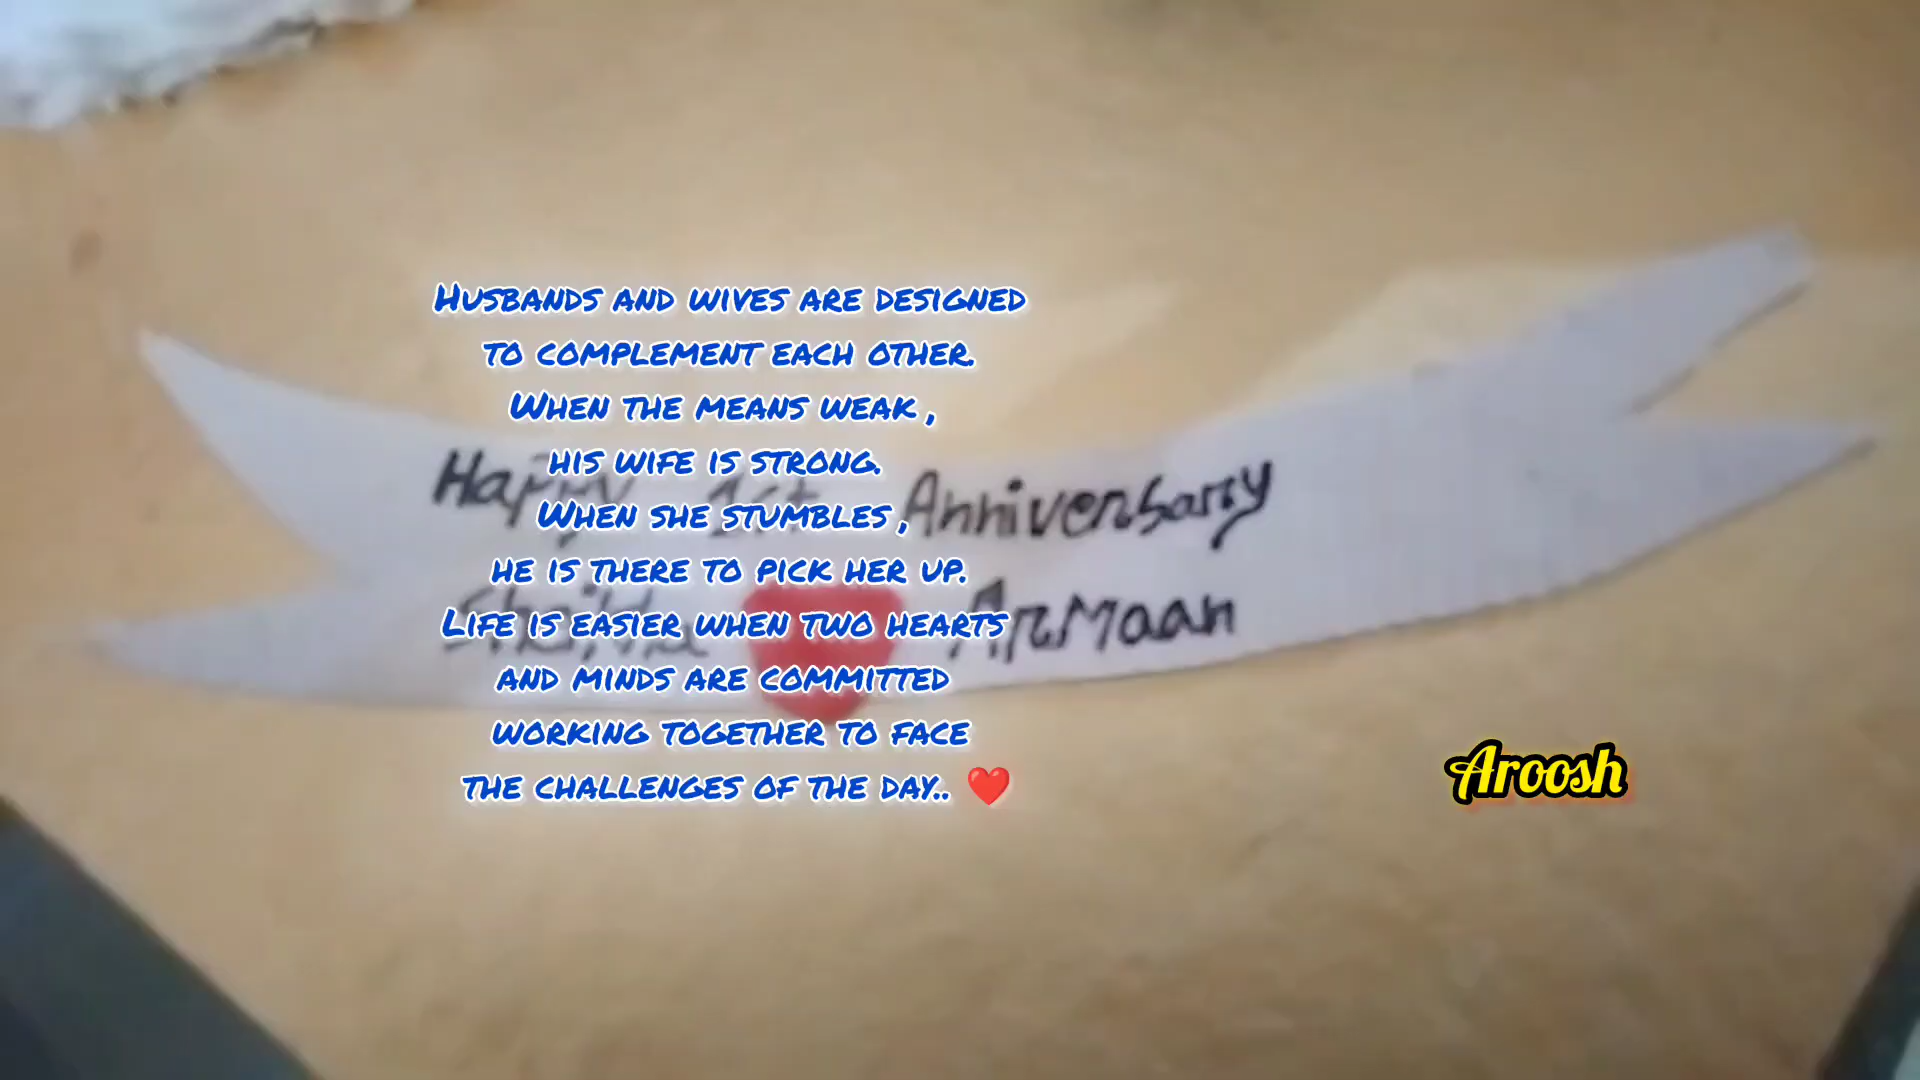 Husbands and wives are designed
to complement each other.
When the means weak ,
his wife is strong.
When she stumbles ,
he is there to pick her up.
Life is easier when two hearts
and minds are committed
working together to face
the challenges of the day.. ❤️
Happy 1st Anniversary
ArMaan
Aroosh